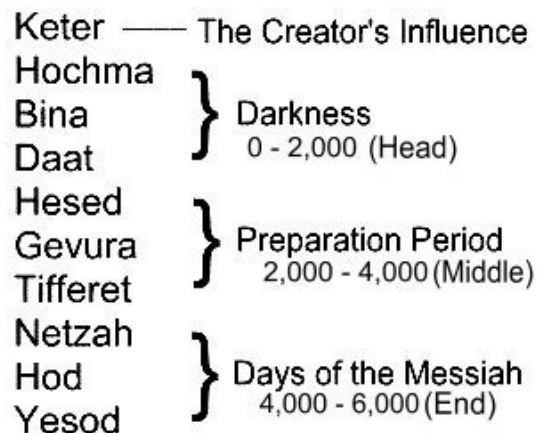 Keter —— The Creator's Influence
Hochma
Bina
Daat
} Darkness
0 - 2,000 (Head)
Hesed
Gevura
Tifferet
} Preparation Period
2,000 - 4,000 (Middle)
Netzah
Hod
Yesod
} Days of the Messiah
4,000 - 6,000 (End)